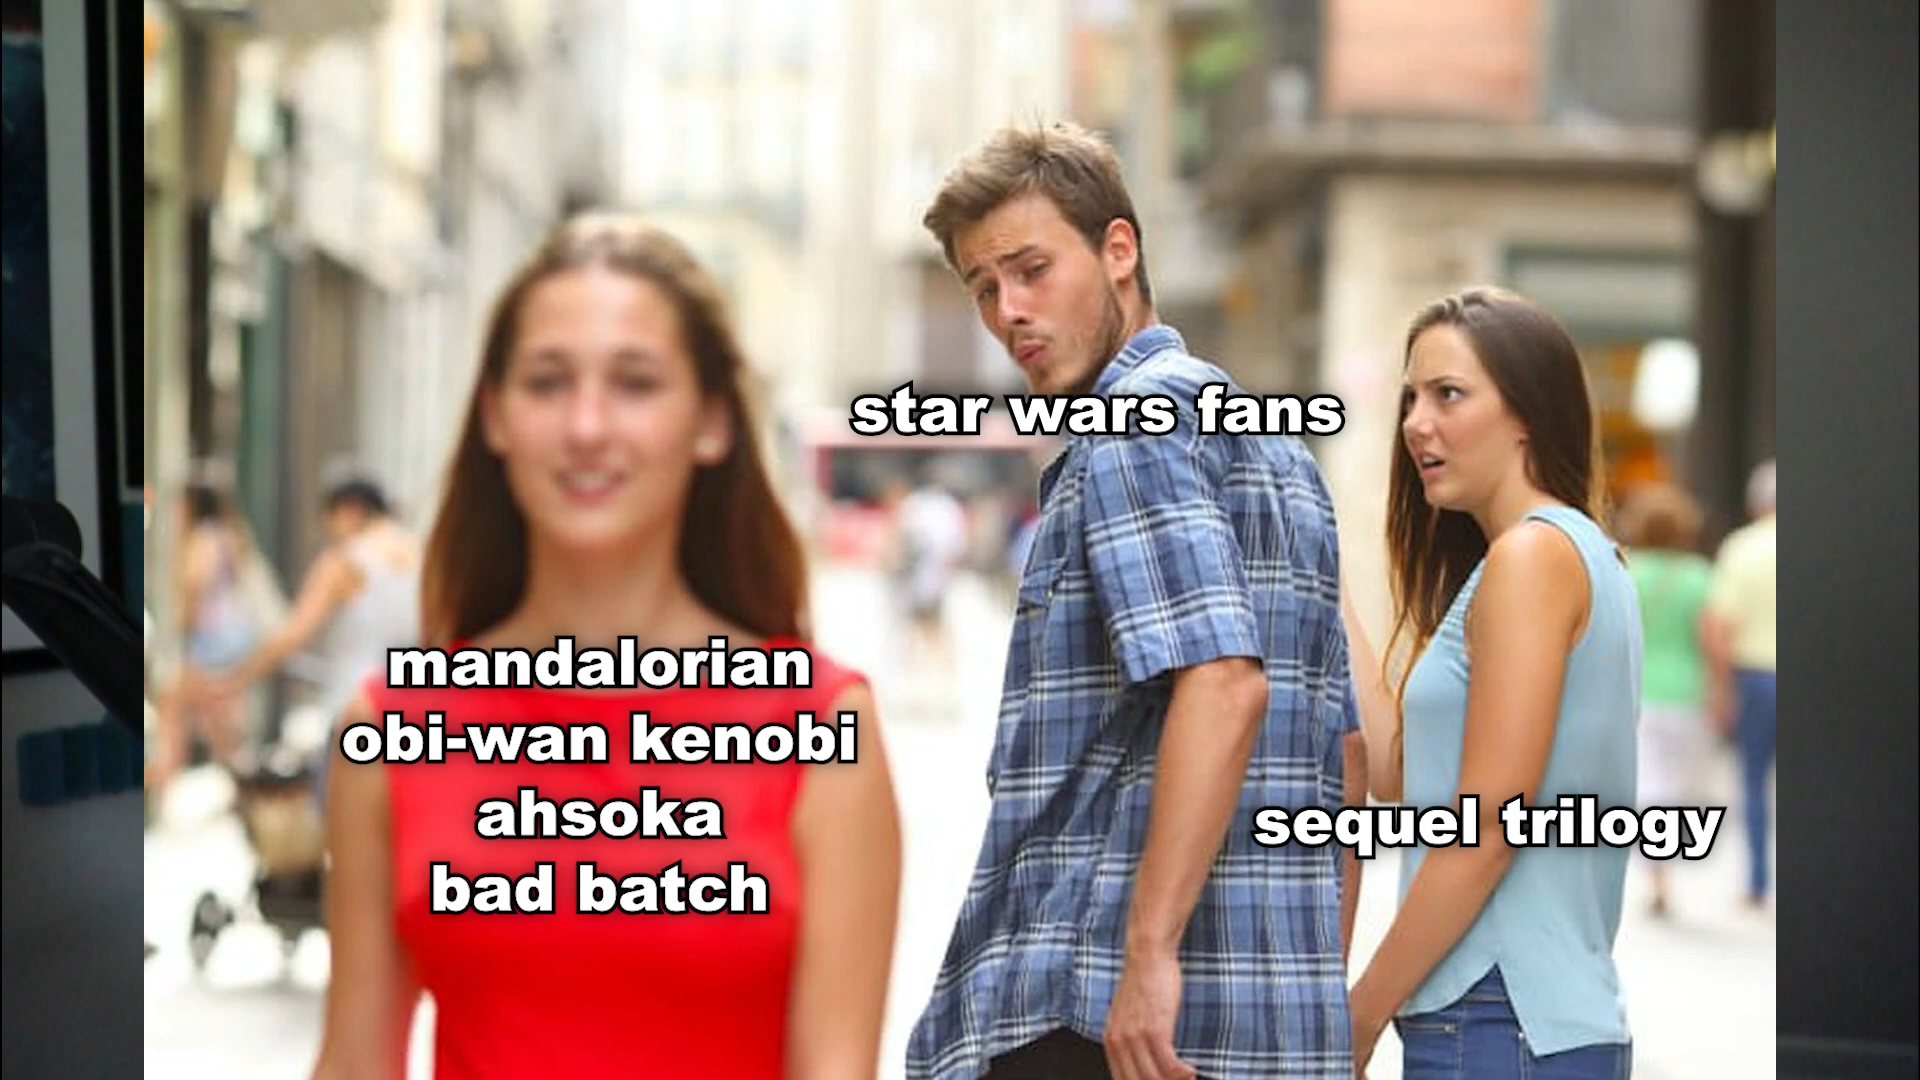 star wars fans
mandalorian
obi-wan kenobi
ahsoka
bad batch
sequel trilogy